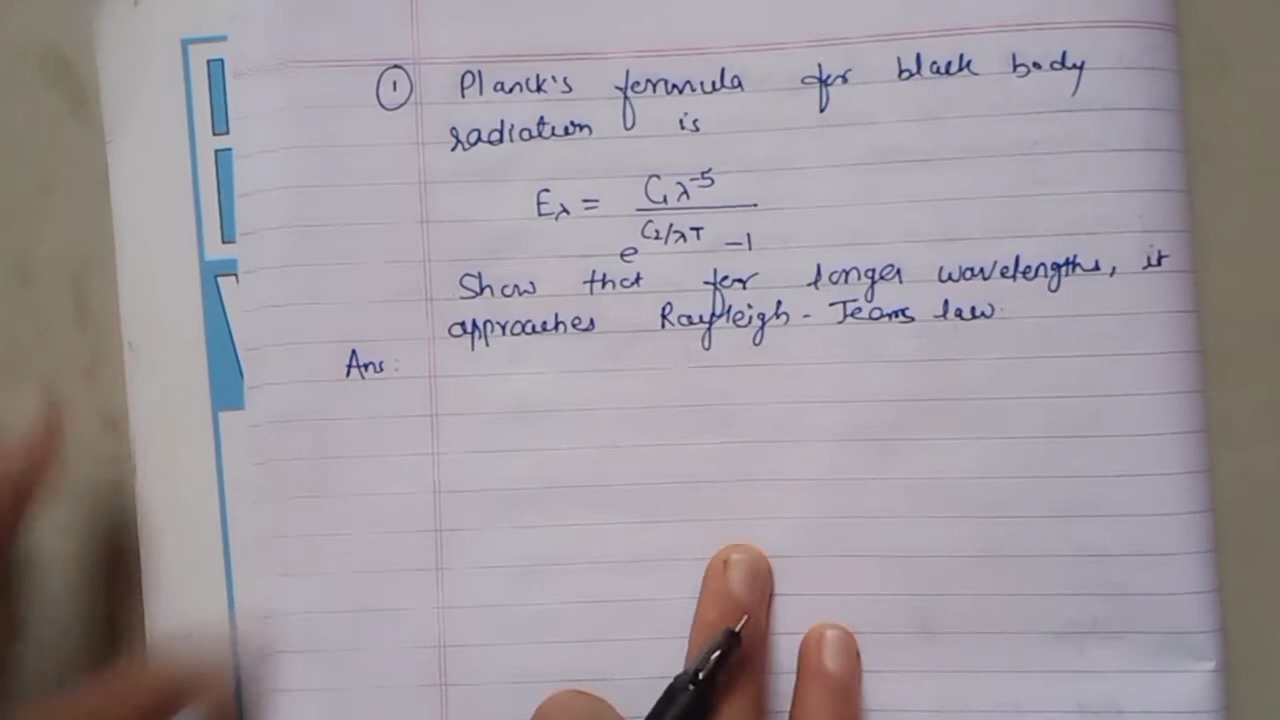 ① Planck's formula for black body
radiation is
Eλ = C₁λ⁻⁵ / e^(C₂/λT) - 1
Show that for longer wavelengths, it
approaches Rayleigh - Jeans law.
Ans: